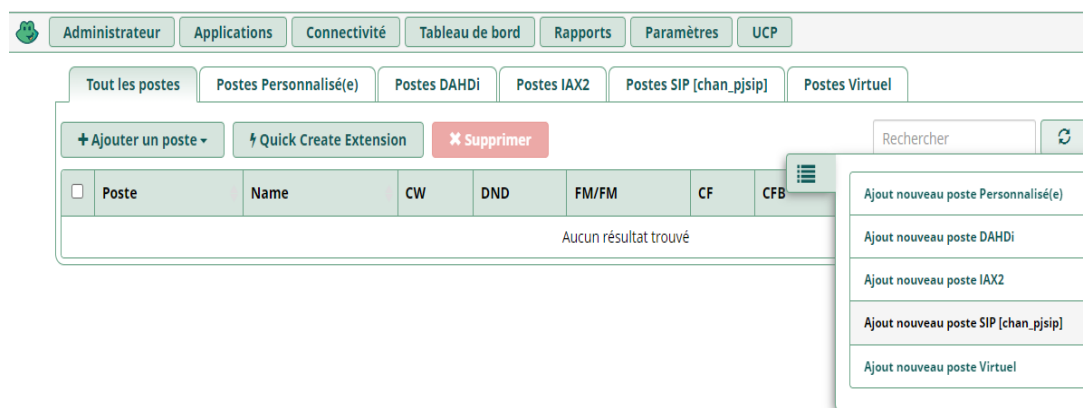 Administrateur Applications Connectivité Tableau de bord Rapports Paramètres UCP
Tout les postes Postes Personnalisé(e) Postes DAHDi Postes IAX2 Postes SIP [chan_pjsip] Postes Virtuel
Ajouter un poste Quick Create Extension Supprimer Rechercher
Poste Name CW DND FM/FM CF CFB
Aucun résultat trouvé
Ajout nouveau poste Personnalisé(e)
Ajout nouveau poste DAHDi
Ajout nouveau poste IAX2
Ajout nouveau poste SIP [chan_pjsip]
Ajout nouveau poste Virtuel